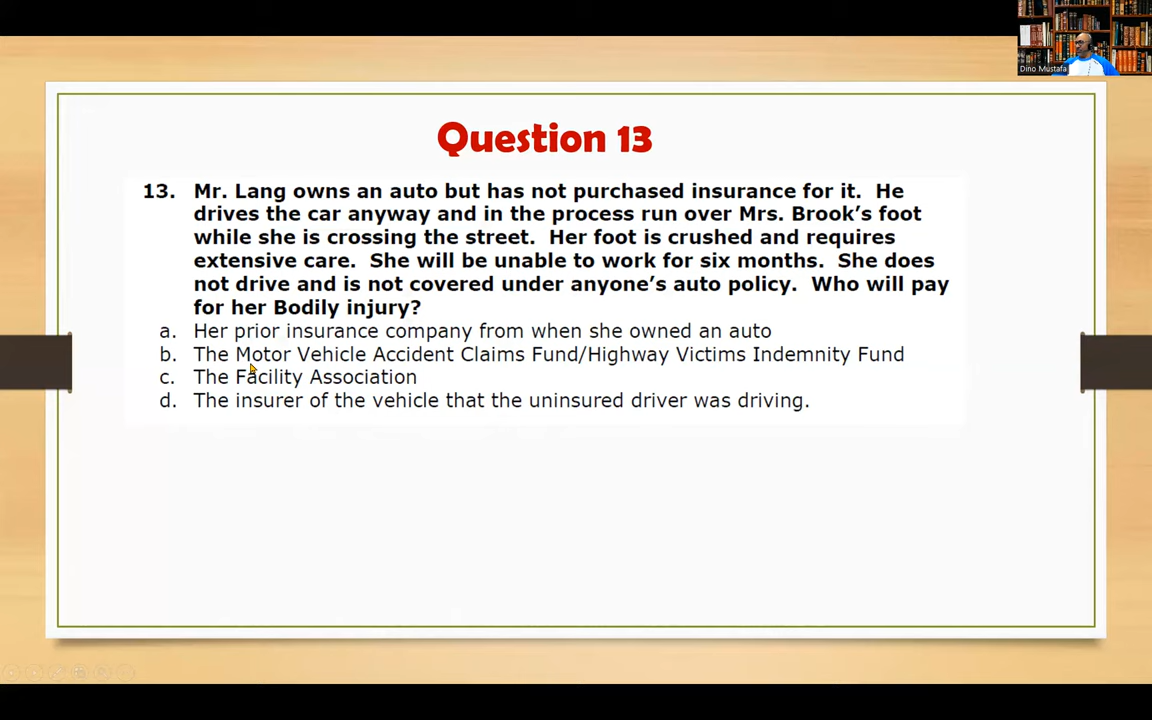 Dino Mustafa
Question 13
13. Mr. Lang owns an auto but has not purchased insurance for it. He
drives the car anyway and in the process run over Mrs. Brook's foot
while she is crossing the street. Her foot is crushed and requires
extensive care. She will be unable to work for six months. She does
not drive and is not covered under anyone's auto policy. Who will pay
for her Bodily injury?
a. Her prior insurance company from when she owned an auto
b. The Motor Vehicle Accident Claims Fund/Highway Victims Indemnity Fund
c. The Facility Association
d. The insurer of the vehicle that the uninsured driver was driving.